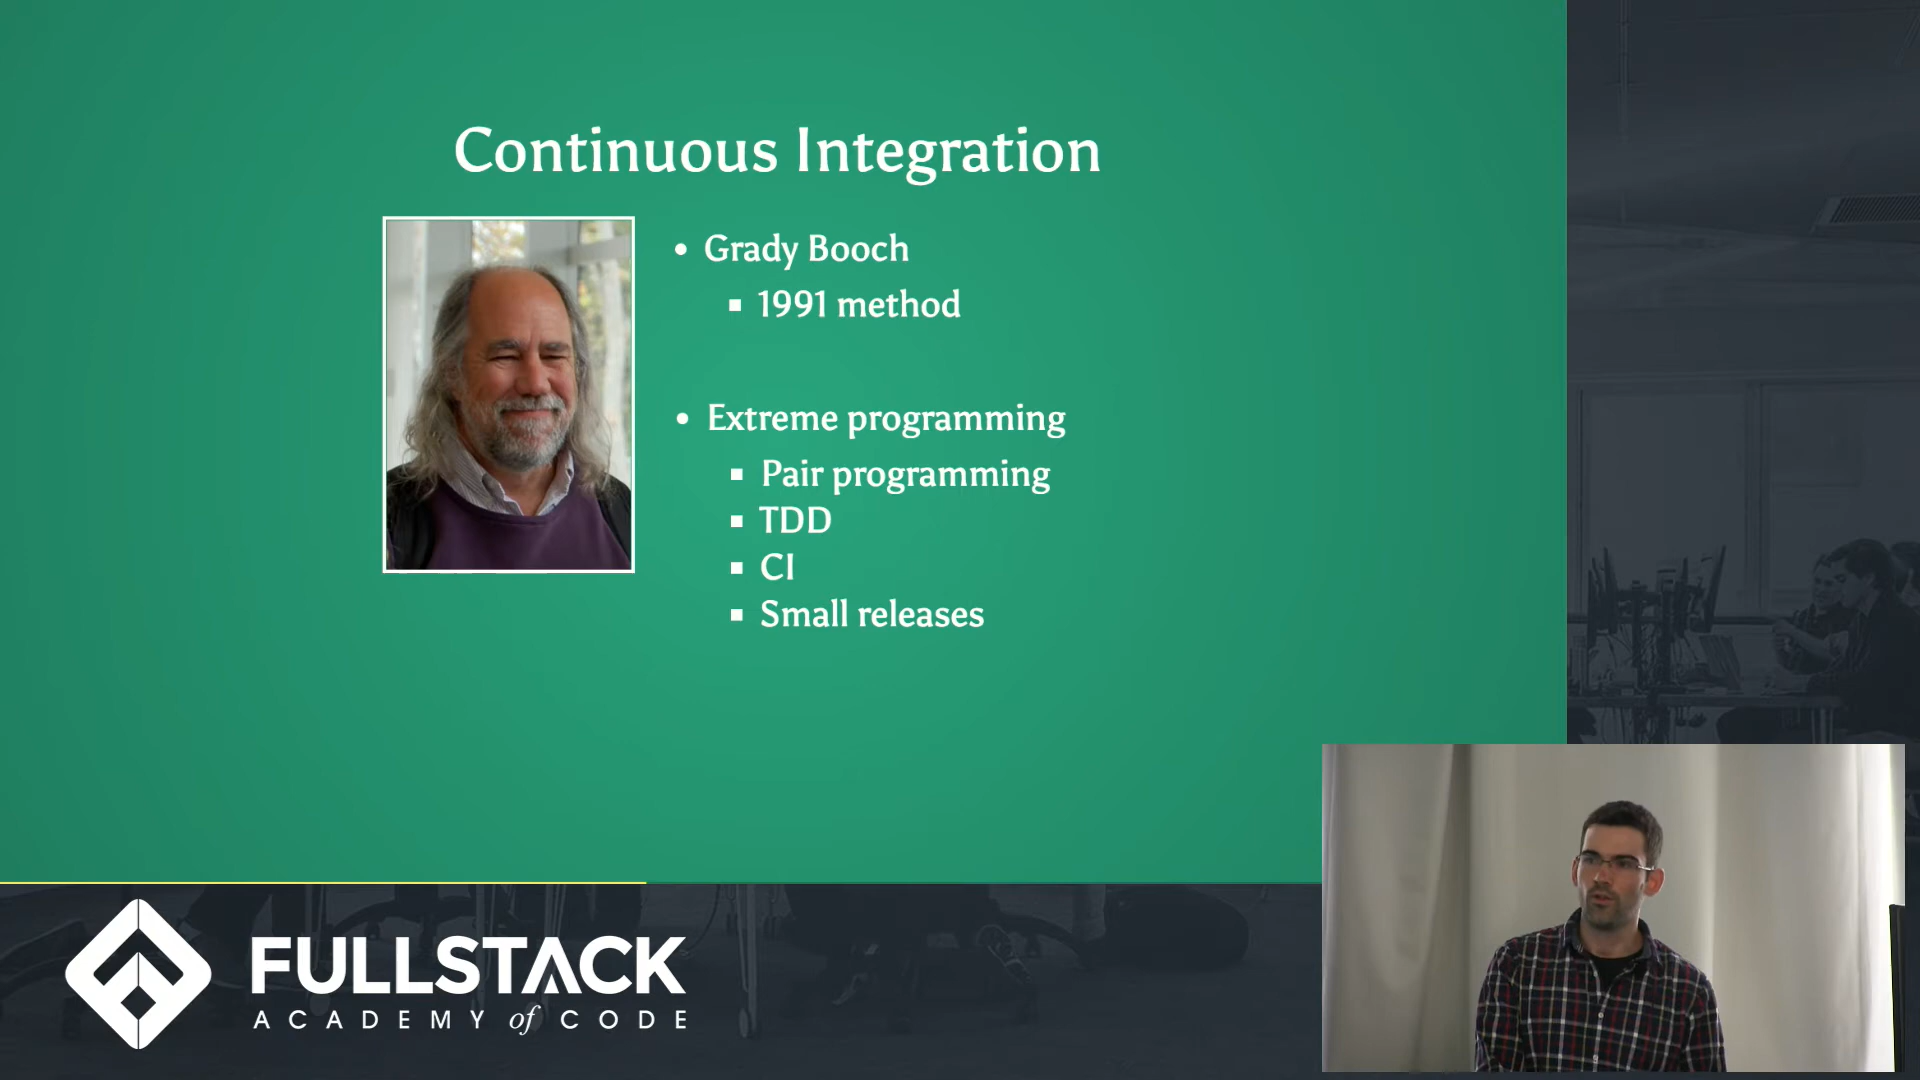 Continuous Integration
Grady Booch
1991 method
Extreme programming
Pair programming
TDD
CI
Small releases
FULLSTACK
ACADEMY of CODE